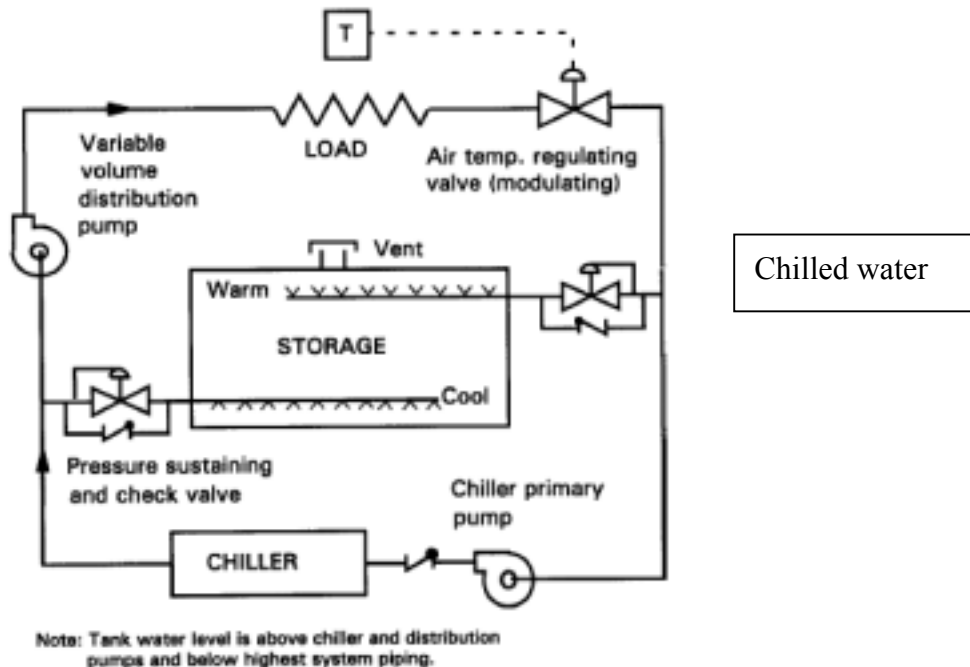 T
Variable
volume
distribution
pump
LOAD
Air temp. regulating
valve (modulating)
Vent
Warm
STORAGE
Cool
Chilled water
Pressure sustaining
and check valve
Chiller primary
pump
CHILLER
Note: Tank water level is above chiller and distribution
pumps and below highest system piping.